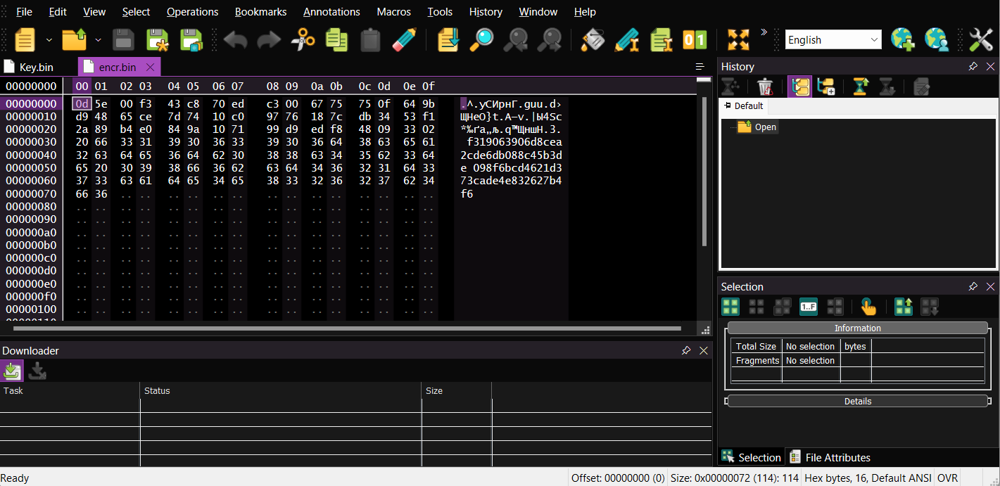 File Edit View Select Operations Bookmarks Annotations Macros Tools History Window Help
English
Key.bin encr.bin
00000000 00 01 02 03 04 05 06 07 08 09 0a 0b 0c 0d 0e 0f
00000000 0d 5e 00 f3 43 c8 70 ed c3 00 67 75 75 0f 64 9b .^.уCИpнГ.guu.d›
00000010 d9 48 65 ce 7d 74 10 c0 97 76 18 7c db 34 53 f1 ЩHeО}t.А—v.|Ы4Sс
00000020 2a 89 b4 e0 84 9a 10 71 99 d9 ed f8 48 09 33 02 *‰ґа„љ.q™ЩншH.3.
00000030 20 66 33 31 39 30 36 33 39 30 36 64 38 63 65 61 f319063906d8cea
00000040 32 63 64 65 36 64 62 30 38 38 63 34 35 62 33 64 2cde6db088c45b3d
00000050 65 20 30 39 38 66 36 62 63 64 34 36 32 31 64 33 e 098f6bcd4621d3
00000060 37 33 63 61 64 65 34 65 38 33 32 36 32 37 62 34 73cade4e832627b4
00000070 66 36 .. .. .. .. .. .. .. .. .. .. .. .. .. .. f6
00000080 .. .. .. .. .. .. .. .. .. .. .. .. .. .. .. ..
00000090 .. .. .. .. .. .. .. .. .. .. .. .. .. .. .. ..
000000a0 .. .. .. .. .. .. .. .. .. .. .. .. .. .. .. ..
000000b0 .. .. .. .. .. .. .. .. .. .. .. .. .. .. .. ..
000000c0 .. .. .. .. .. .. .. .. .. .. .. .. .. .. .. ..
000000d0 .. .. .. .. .. .. .. .. .. .. .. .. .. .. .. ..
000000e0 .. .. .. .. .. .. .. .. .. .. .. .. .. .. .. ..
000000f0 .. .. .. .. .. .. .. .. .. .. .. .. .. .. .. ..
00000100 .. .. .. .. .. .. .. .. .. .. .. .. .. .. .. ..
History
Default
Open
Selection
1..F
Information
Total Size No selection bytes
Fragments No selection
Details
Selection File Attributes
Downloader
Task Status Size
Ready Offset: 00000000 (0) Size: 0x00000072 (114): 114 Hex bytes, 16, Default ANSI OVR